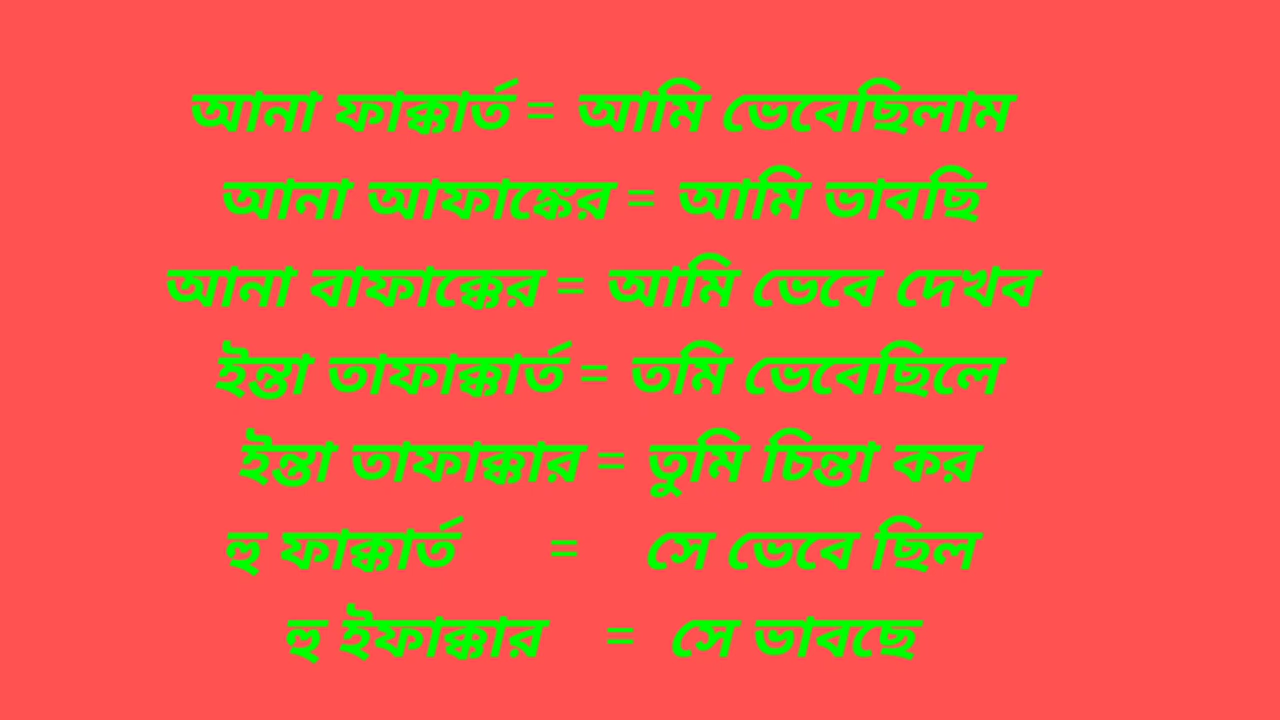 আনা ফাক্কার্ত = আমি ভেবেছিলাম
আনা আফাঙ্কের = আমি ভাবছি
আনা বাফাক্কের = আমি ভেবে দেখব
ইন্তা তাফাক্কার্ত = তমি ভেবেছিলে
ইন্তা তাফাক্কার = তুমি চিন্তা কর
হু ফাক্কার্ত = সে ভেবে ছিল
হু ইফাক্কার = সে ভাবছে